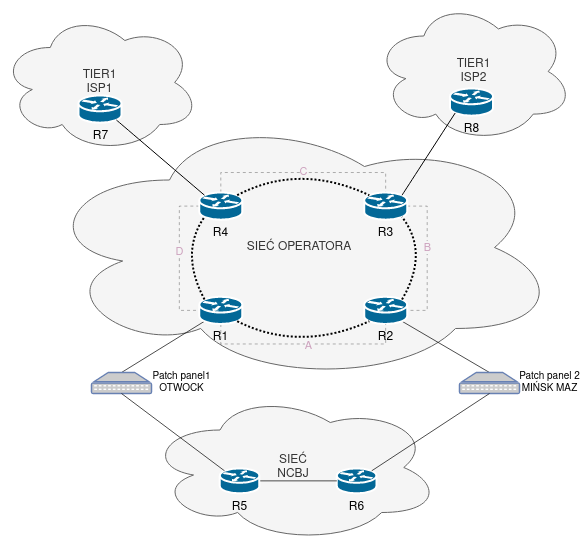 TIER1
ISP1
R7
TIER1
ISP2
R8
C
R4
R3
SIEĆ OPERATORA
D
B
R1
R2
A
Patch panel1
OTWOCK
Patch panel 2
MIŃSK MAZ
SIEĆ
NCBJ
R5
R6